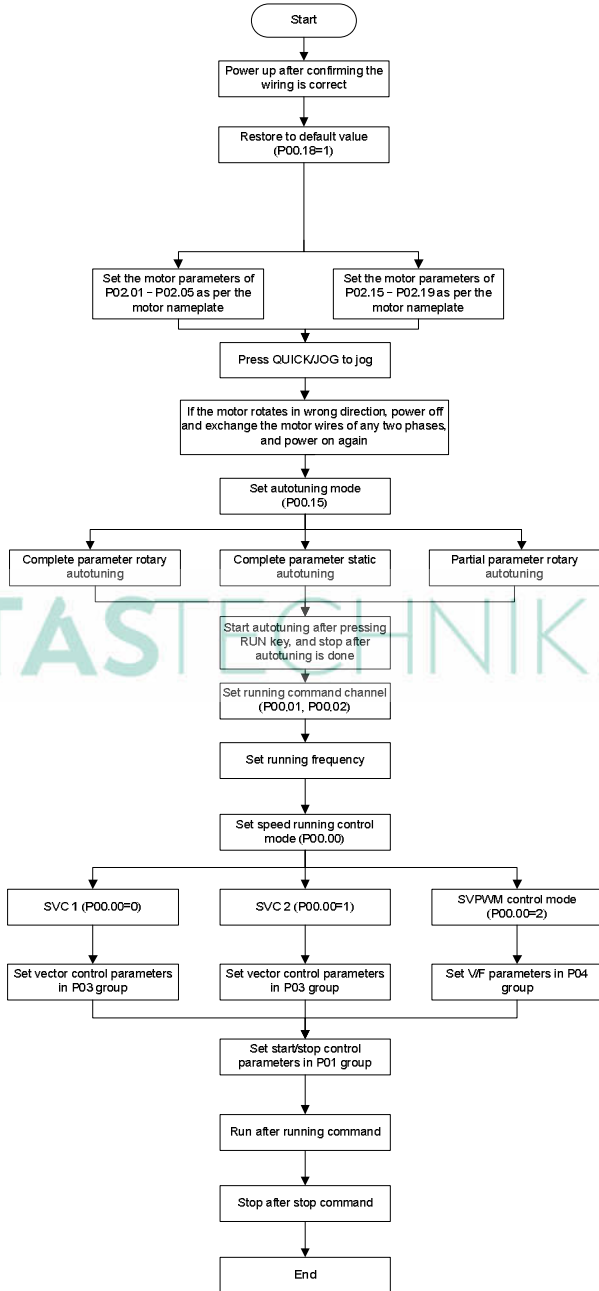 Start
Power up after confirming the
wiring is correct
Restore to default value
(P00.18=1)
Set the motor parameters of
P02.01 – P02.05 as per the
motor nameplate
Set the motor parameters of
P02.15 – P02.19 as per the
motor nameplate
Press QUICK/JOG to jog
If the motor rotates in wrong direction, power off
and exchange the motor wires of any two phases,
and power on again
Set autotuning mode
(P00.15)
Complete parameter rotary
autotuning
Complete parameter static
autotuning
Partial parameter rotary
autotuning
TASTECHNIK
Start autotuning after pressing
RUN key, and stop after
autotuning is done
Set running command channel
(P00.01, P00.02)
Set running frequency
Set speed running control
mode (P00.00)
SVC 1 (P00.00=0)
SVC 2 (P00.00=1)
SVPWM control mode
(P00.00=2)
Set vector control parameters
in P03 group
Set vector control parameters
in P03 group
Set V/F parameters in P04
group
Set start/stop control
parameters in P01 group
Run after running command
Stop after stop command
End